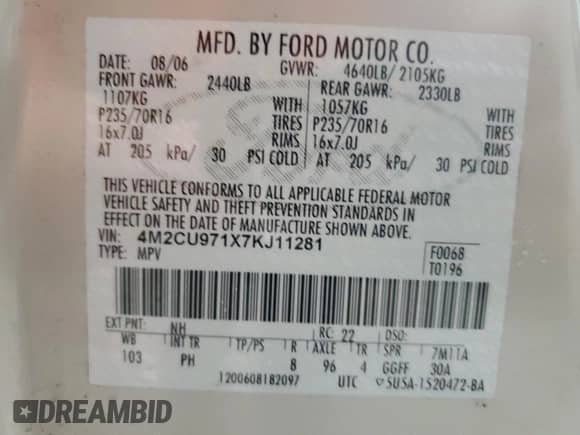 MFD. BY FORD MOTOR CO.
DATE: 08/06 GVWR: 4640LB/ 2105KG
FRONT GAWR: 2440LB REAR GAWR: 2330LB
1107KG WITH 1057KG WITH
P235/70R16 TIRES P235/70R16 TIRES
16x7.0J RIMS 16x7.0J RIMS
AT 205 kPa/ 30 PSI COLD AT 205 kPa/ 30 PSI COLD
THIS VEHICLE CONFORMS TO ALL APPLICABLE FEDERAL MOTOR
VEHICLE SAFETY AND THEFT PREVENTION STANDARDS IN
EFFECT ON THE DATE OF MANUFACTURE SHOWN ABOVE.
VIN: 4M2CU971X7KJ11281 F0068
TYPE: MPV T0196
EXT PNT: NH RC: 22 DSO:
WB INT TR TP/PS R AXLE TR SPR 7M11A
103 PH 8 96 4 GGFF 30A
1200608182097 UTC 5U5A-1520472-BA
DREAMBID